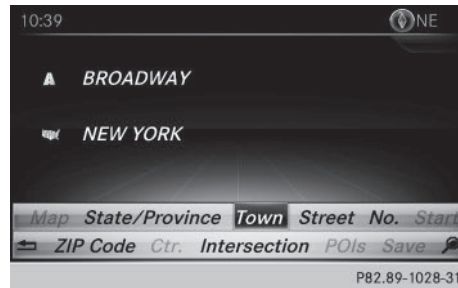 10:39 NE
BROADWAY
NEW YORK
Map State/Province Town Street No. Start
ZIP Code Ctr. Intersection POIs Save
P82.89-1028-31